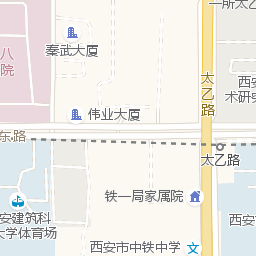 一所太乙
八
院
秦武大厦
太乙路
西安
术研究
伟业大厦
东路
太乙路
铁一局家属院
安建筑科
大学体育场
西安
西安市中铁中学
文